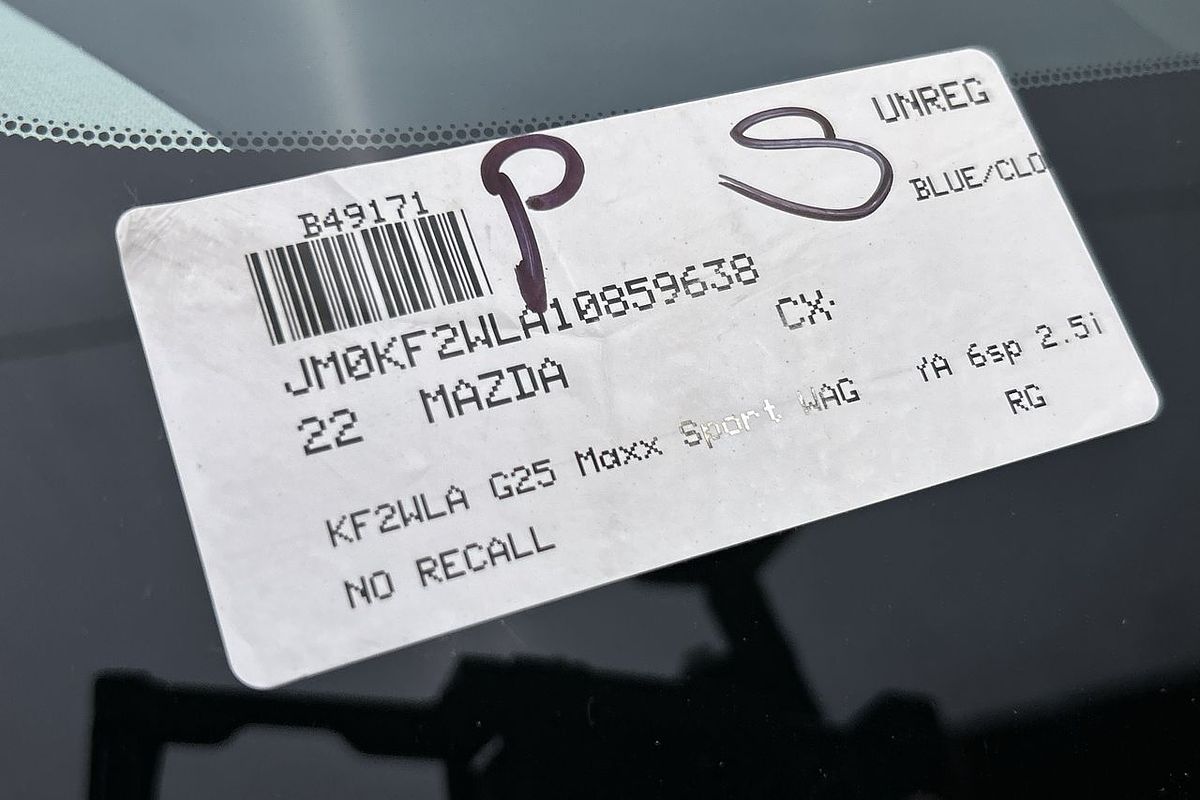 P S UNREG
B49171 BLUE/CLO
JM0KF2WLA10859638
22 MAZDA CX-
KF2WLA G25 Maxx Sport WAG YA 6sp 2.5i
NO RECALL RG